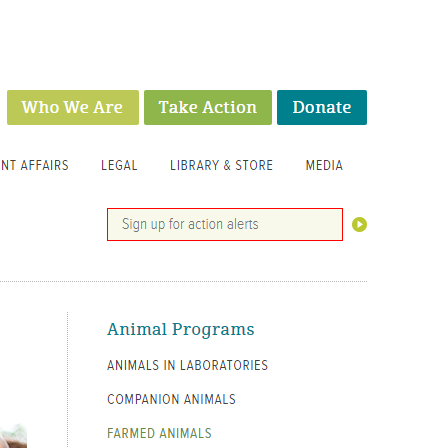 Who We Are Take Action Donate
NT AFFAIRS LEGAL LIBRARY & STORE MEDIA
Sign up for action alerts
Animal Programs
ANIMALS IN LABORATORIES
COMPANION ANIMALS
FARMED ANIMALS